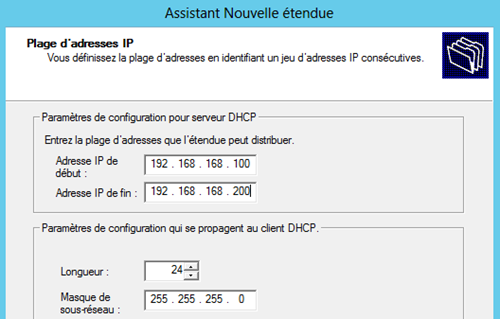 Assistant Nouvelle étendue
Plage d'adresses IP
Vous définissez la plage d'adresses en identifiant un jeu d'adresses IP consécutives.
Paramètres de configuration pour serveur DHCP
Entrez la plage d'adresses que l'étendue peut distribuer.
Adresse IP de
début :
192 . 168 . 168 . 100
Adresse IP de fin :
192 . 168 . 168 . 200
Paramètres de configuration qui se propagent au client DHCP.
Longueur :
24
Masque de
sous-réseau :
255 . 255 . 255 . 0